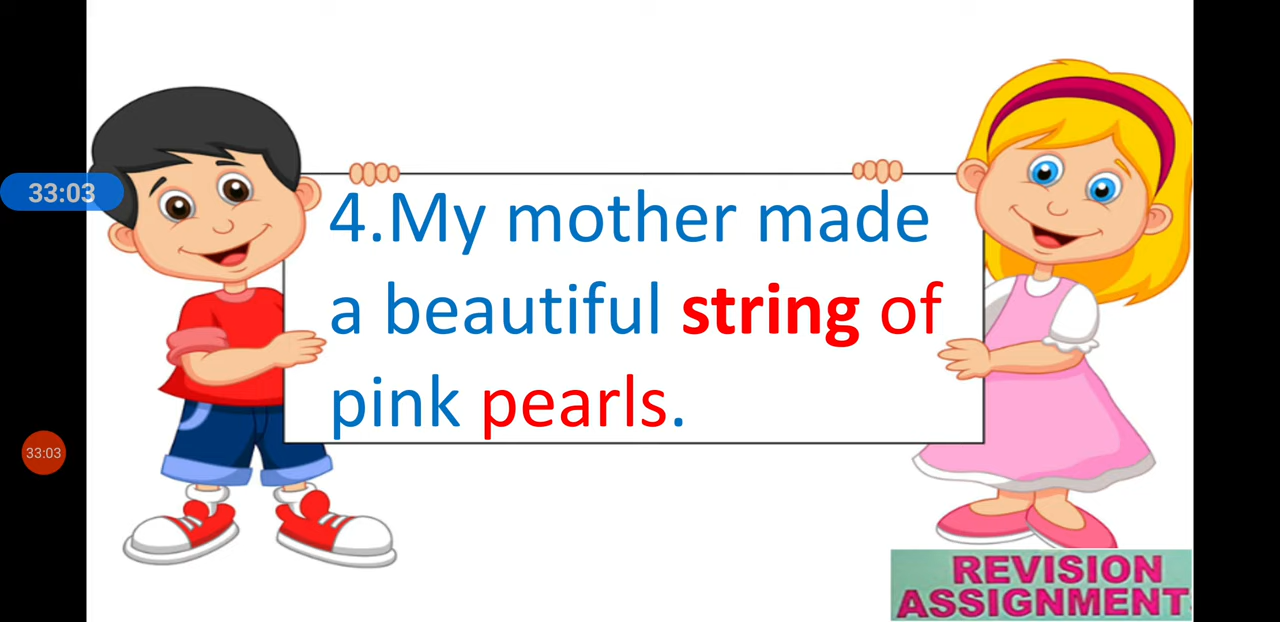 33:03
4.My mother made
a beautiful string of
pink pearls.
33:03
REVISION
ASSIGNMENT